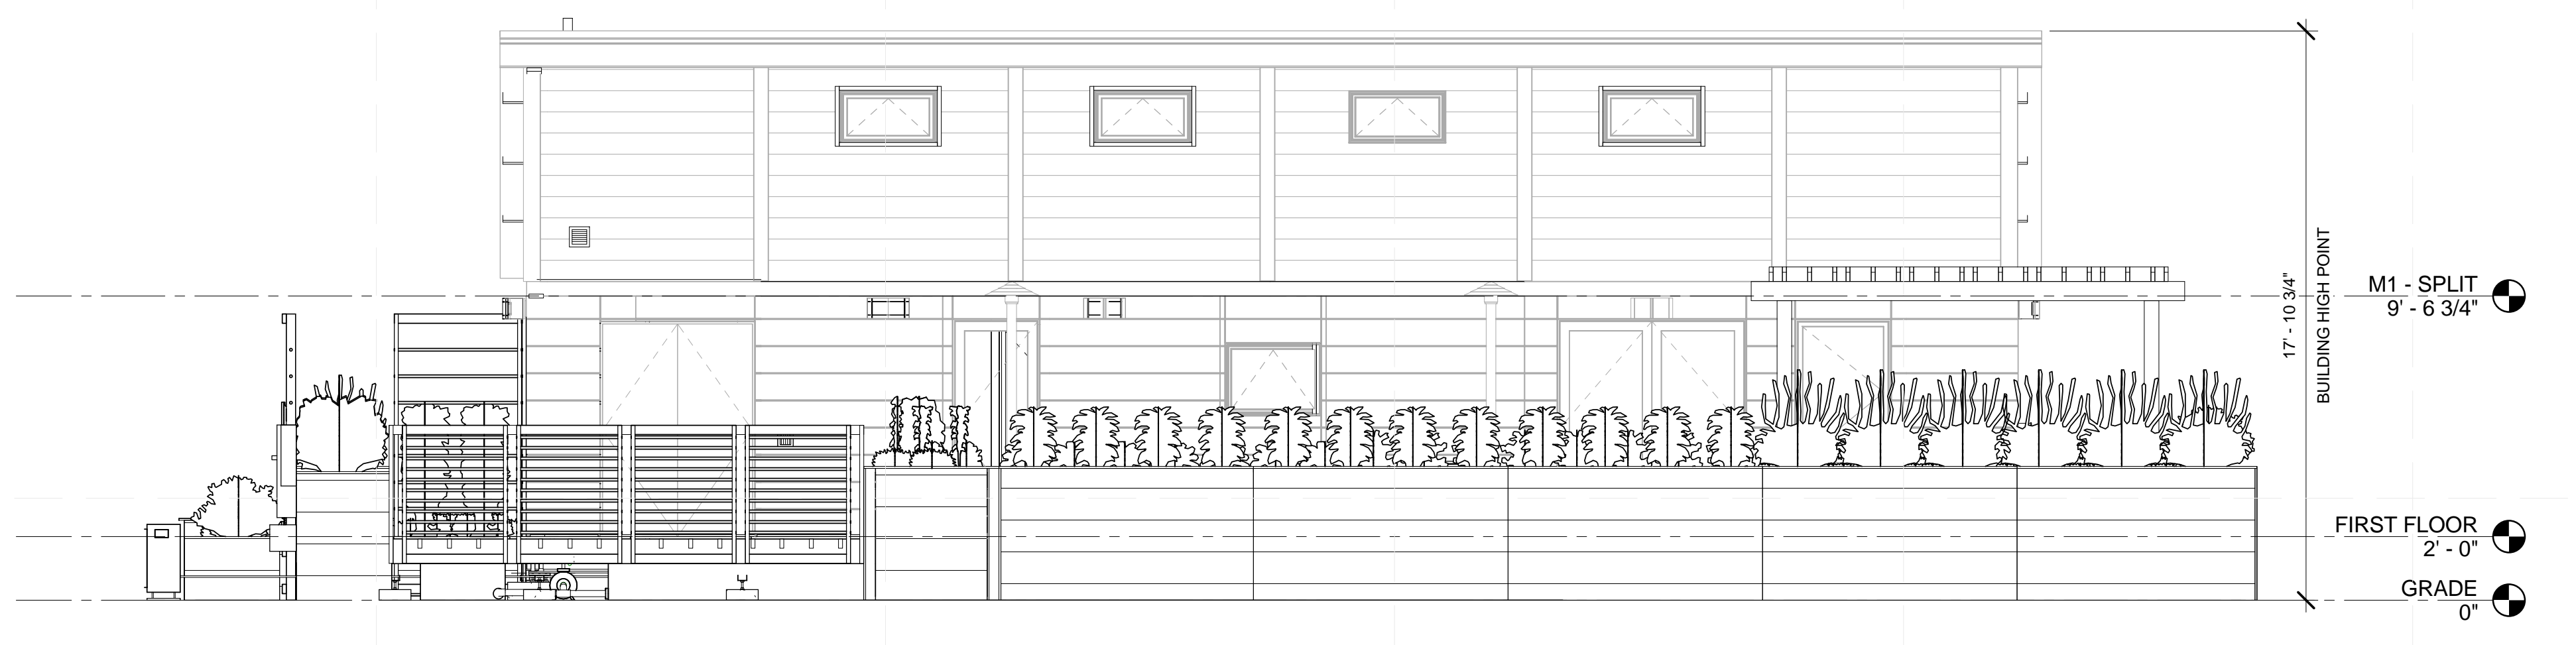 17' - 10 3/4"
BUILDING HIGH POINT
M1 - SPLIT
9' - 6 3/4"
FIRST FLOOR
2' - 0"
GRADE
0"